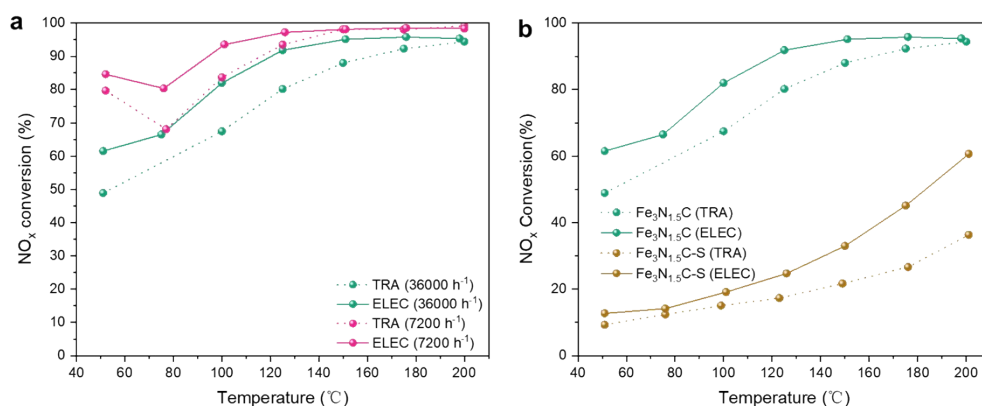 a
NOx conversion (%)
100
90
80
70
60
50
40
30
20
10
0
TRA (36000 h⁻¹)
ELEC (36000 h⁻¹)
TRA (7200 h⁻¹)
ELEC (7200 h⁻¹)
40 60 80 100 120 140 160 180 200
Temperature (℃)
b
NOx Conversion(%)
100
80
60
40
20
0
Fe₃N₁.₅C (TRA)
Fe₃N₁.₅C (ELEC)
Fe₃N₁.₅C-S (TRA)
Fe₃N₁.₅C-S (ELEC)
40 60 80 100 120 140 160 180 200
Temperature (℃)